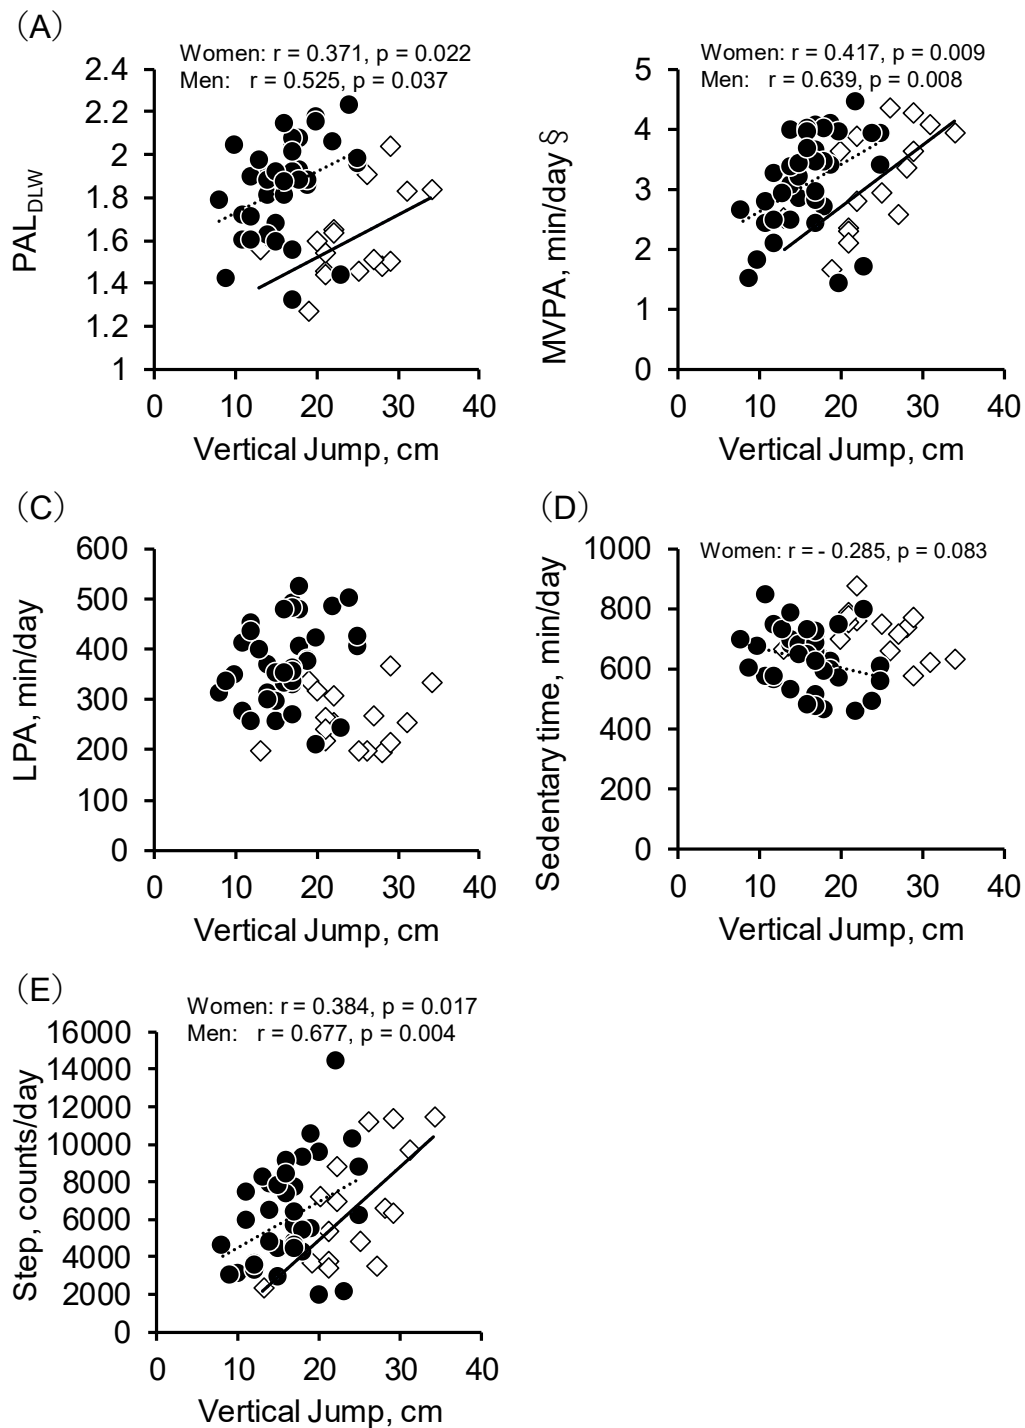 （A）
Women: r = 0.371, p = 0.022
Men: r = 0.525, p = 0.037
2.4
2.2
2
1.8
1.6
1.4
1.2
1
PAL_DLW
0 10 20 30 40
Vertical Jump, cm
Women: r = 0.417, p = 0.009
Men: r = 0.639, p = 0.008
5
4
3
2
1
0
MVPA, min/day§
0 10 20 30 40
Vertical Jump, cm
（C）
600
500
400
300
200
100
0
LPA, min/day
0 10 20 30 40
Vertical Jump, cm
（D）
Women: r = - 0.285, p = 0.083
1000
800
600
400
200
0
Sedentary time, min/day
0 10 20 30 40
Vertical Jump, cm
（E）
Women: r = 0.384, p = 0.017
Men: r = 0.677, p = 0.004
16000
14000
12000
10000
8000
6000
4000
2000
0
Step, counts/day
0 10 20 30 40
Vertical Jump, cm